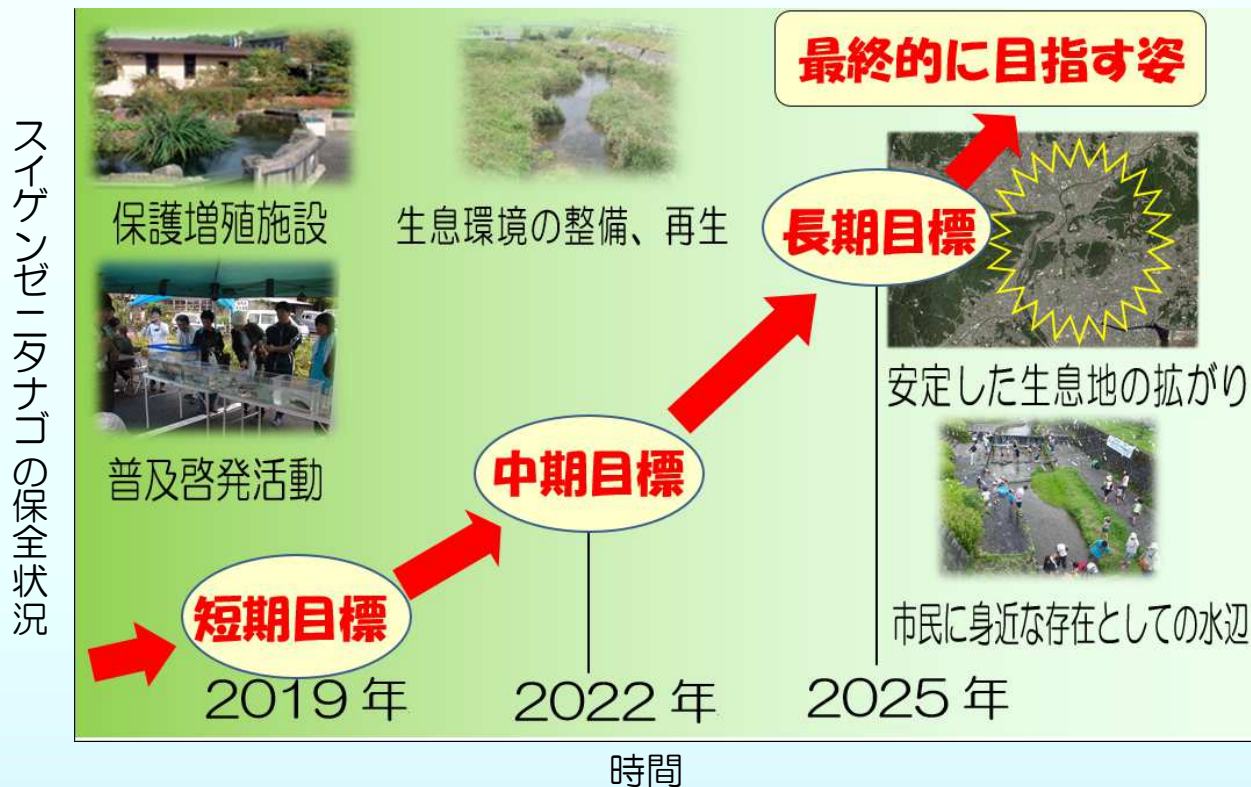 スイゲンゼニタナゴの保全状況
最終的に目指す姿
保護増殖施設
生息環境の整備、再生
長期目標
安定した生息地の拡がり
普及啓発活動
中期目標
短期目標
市民に身近な存在としての水辺
2019年
2022年
2025年
時間